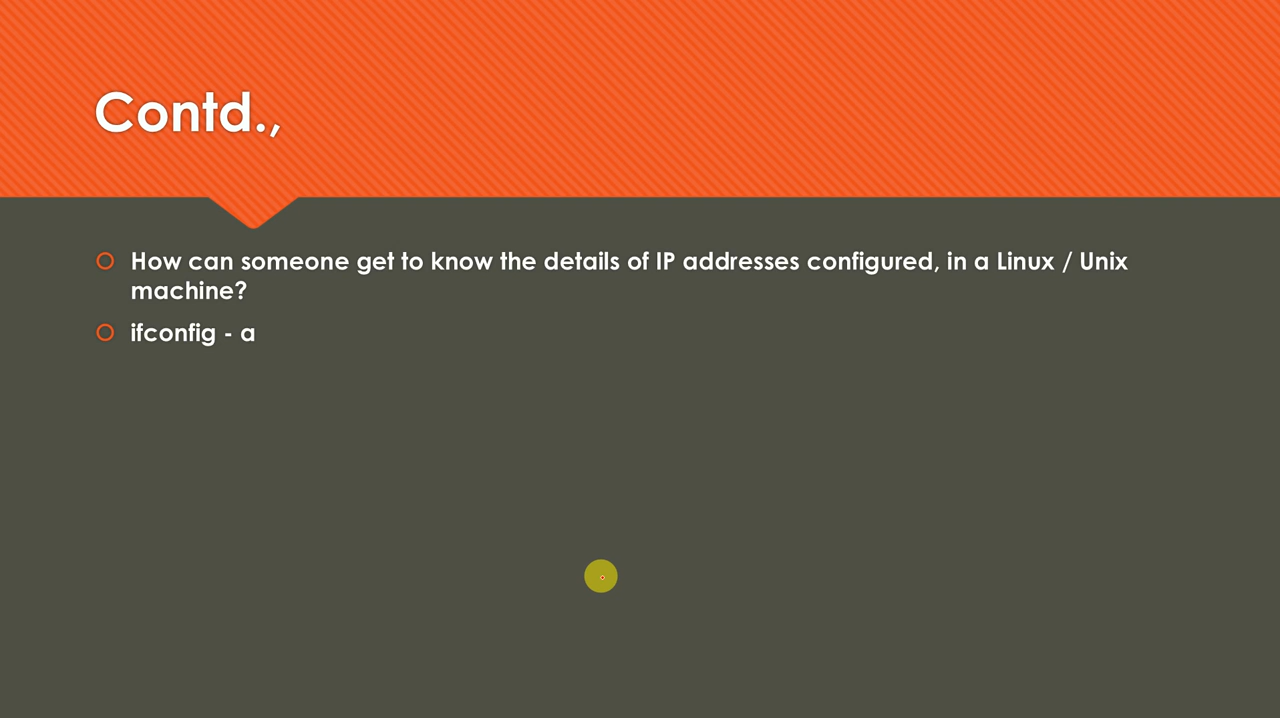 Contd.,
How can someone get to know the details of IP addresses configured, in a Linux / Unix
machine?
ifconfig - a